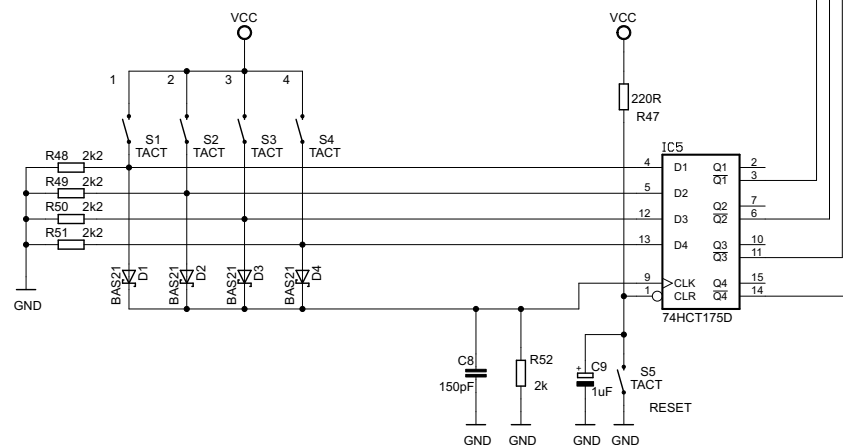 VCC
VCC
1
2
3
4
220R
R47
S1
TACT
S2
TACT
S3
TACT
S4
TACT
IC5
R48 2k2
R49 2k2
R50 2k2
R51 2k2
4 D1 Q1 2
Q1 3
5 D2 Q2 7
Q2 6
12 D3
13 D4 Q3 10
Q3 11
9 CLK Q4 15
1 CLR Q4 14
74HCT175D
BAS21 D1
BAS21 D2
BAS21 D3
BAS21 D4
GND
C8
150pF
R52
2k
+ C9
1uF
S5
TACT
RESET
GND
GND
GND
GND